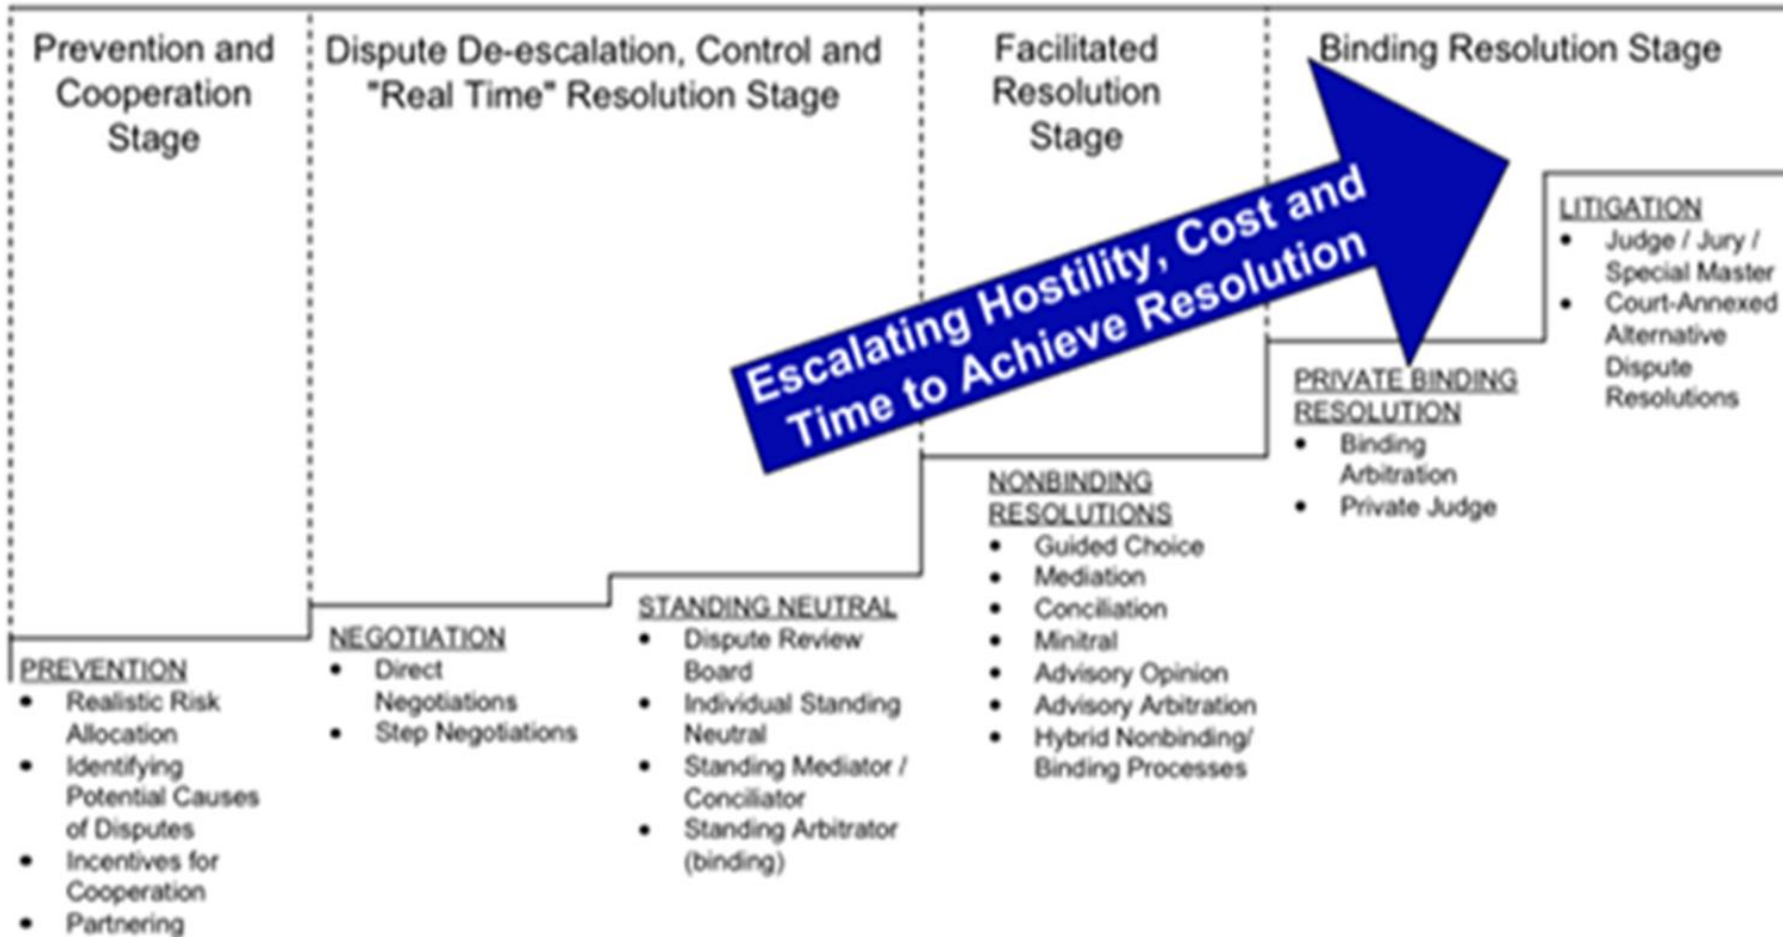 Prevention and
Cooperation
Stage
Dispute De-escalation, Control and
"Real Time" Resolution Stage
Facilitated
Resolution
Stage
Binding Resolution Stage
Escalating Hostility, Cost and
Time to Achieve Resolution
PREVENTION
• Realistic Risk
Allocation
• Identifying
Potential Causes
of Disputes
• Incentives for
Cooperation
• Partnering
NEGOTIATION
• Direct
Negotiations
• Step Negotiations
STANDING NEUTRAL
• Dispute Review
Board
• Individual Standing
Neutral
• Standing Mediator /
Conciliator
• Standing Arbitrator
(binding)
NONBINDING
RESOLUTIONS
• Guided Choice
• Mediation
• Conciliation
• Minitral
• Advisory Opinion
• Advisory Arbitration
• Hybrid Nonbinding/
Binding Processes
PRIVATE BINDING
RESOLUTION
• Binding
Arbitration
• Private Judge
LITIGATION
• Judge / Jury /
Special Master
• Court-Annexed
Alternative
Dispute
Resolutions